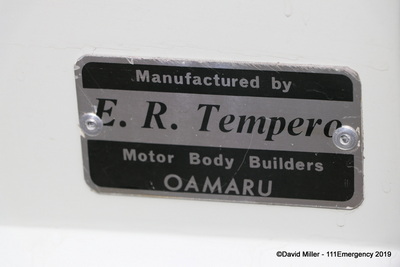 Manufactured by
E. R. Tempero
Motor Body Builders
OAMARU
©David Miller - 111Emergency 2019